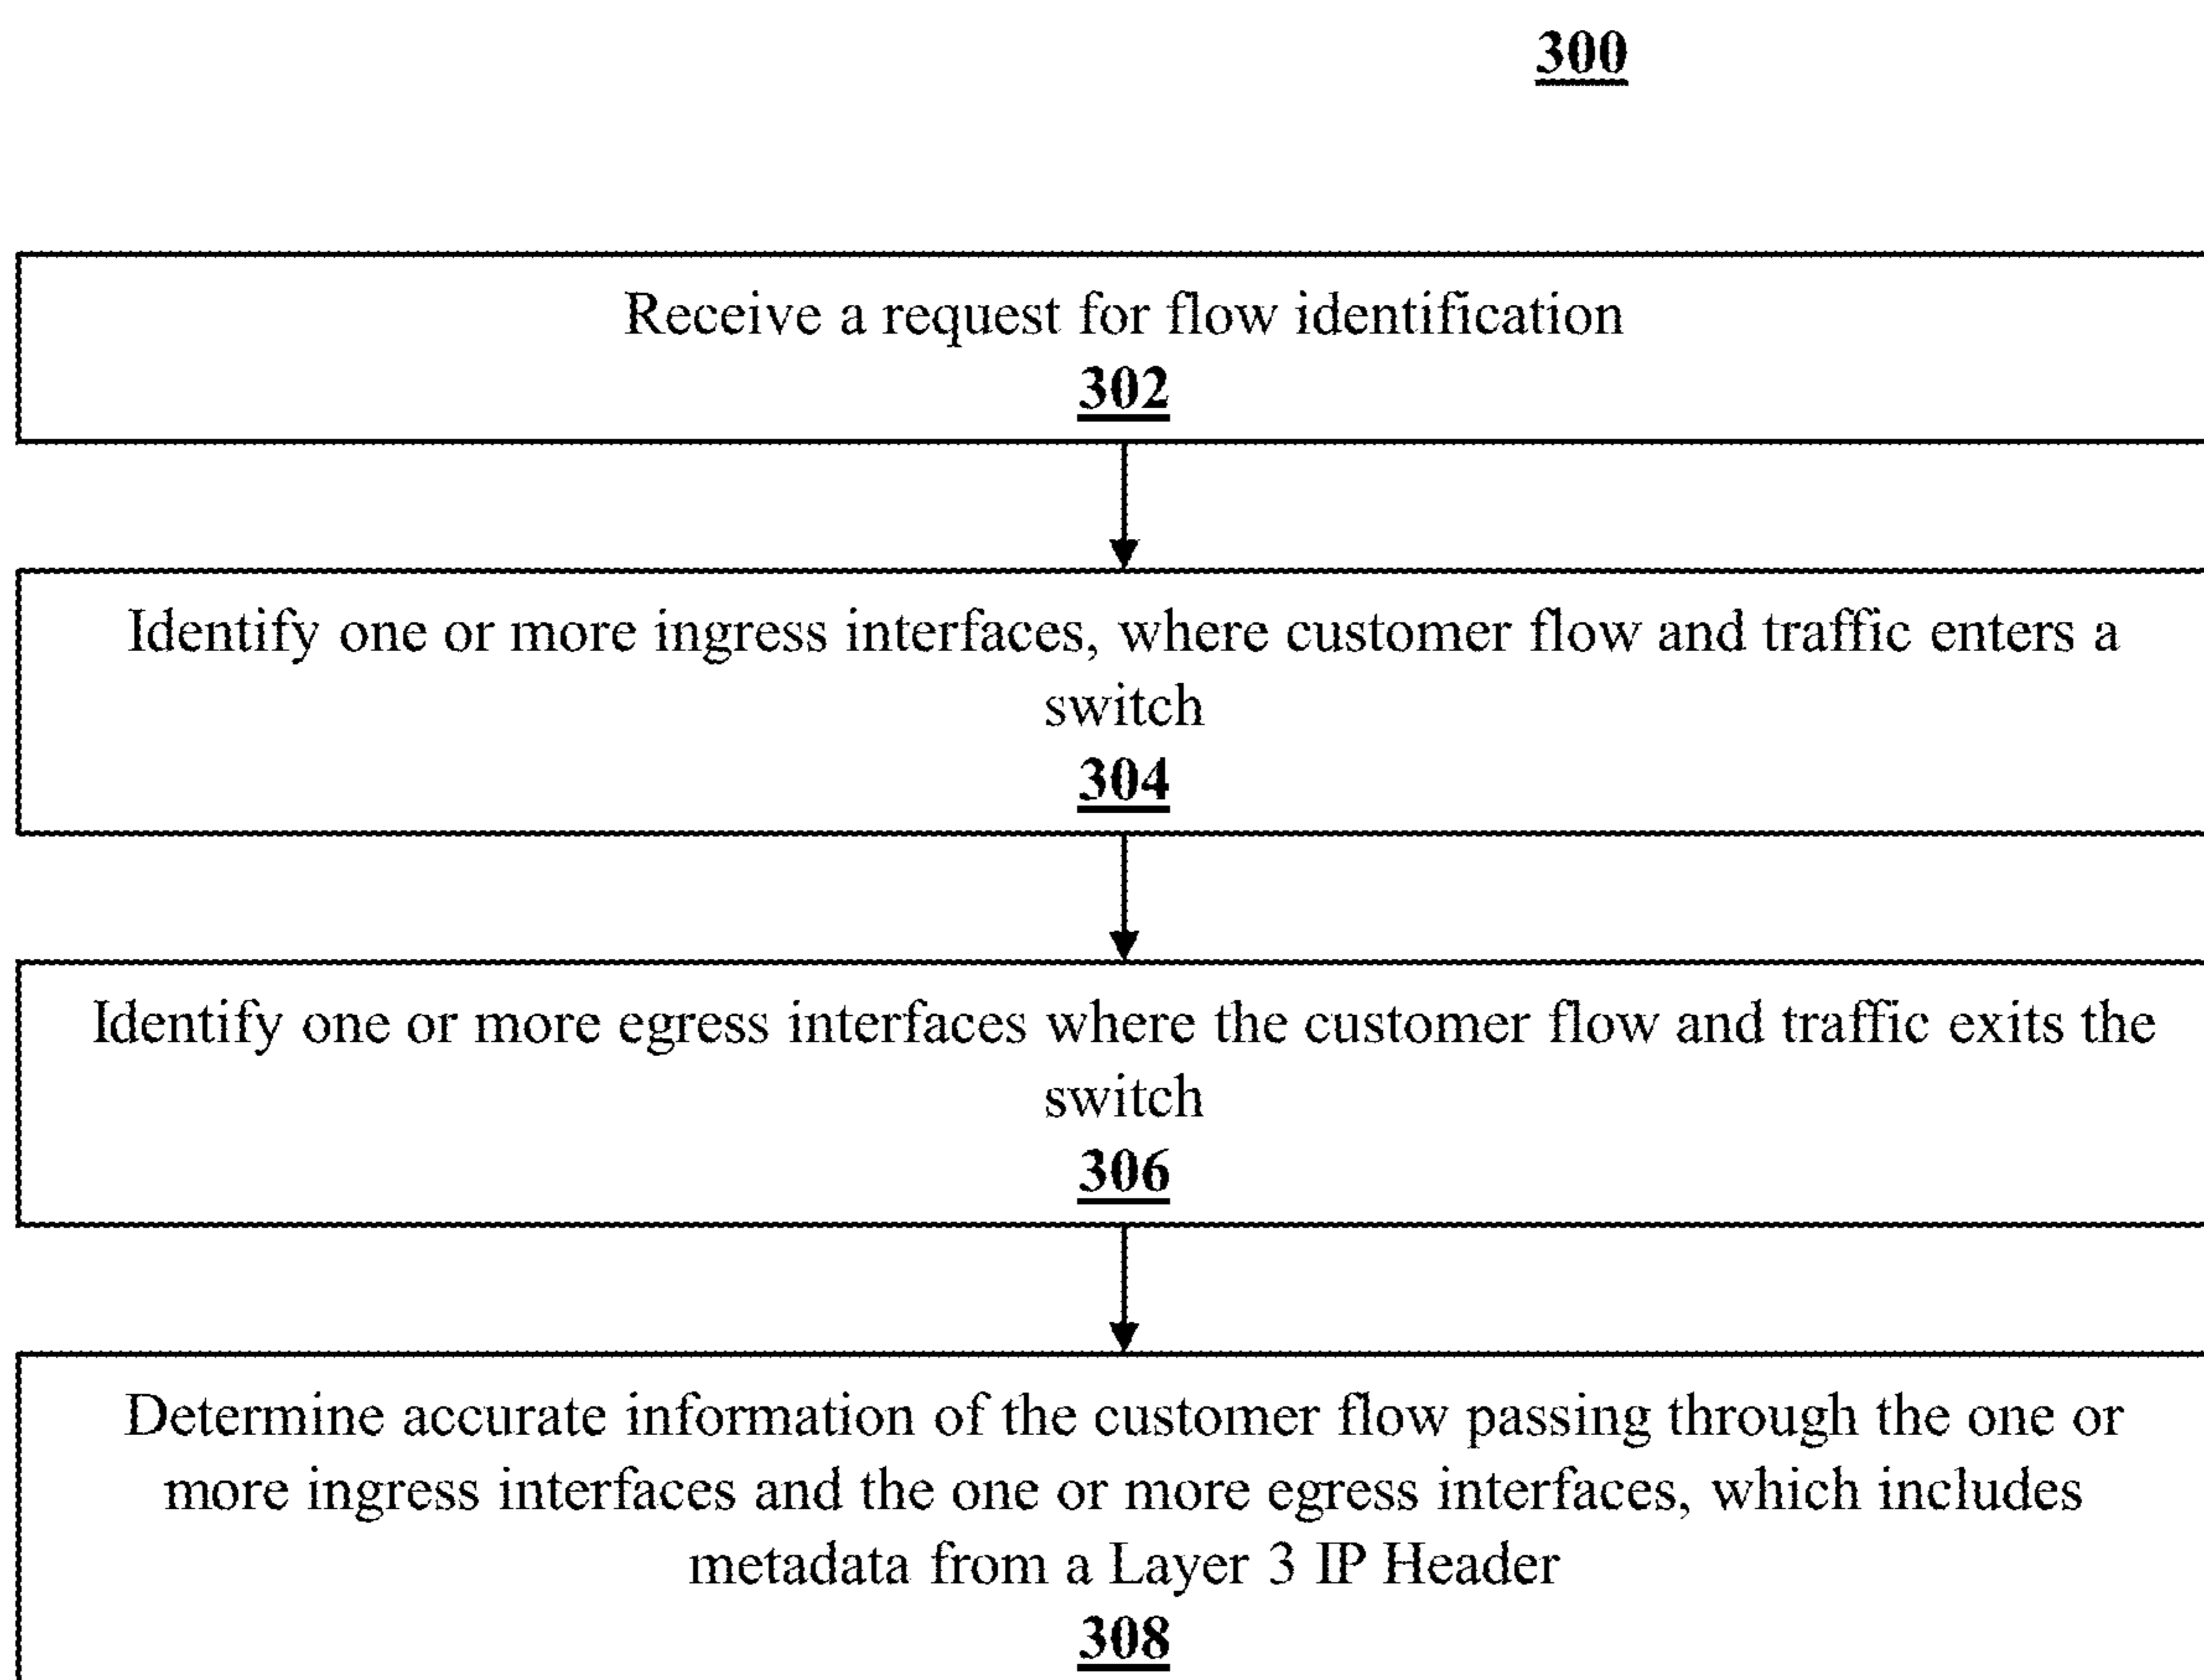 300
Receive a request for flow identification
302
Identify one or more ingress interfaces, where customer flow and traffic enters a
switch
304
Identify one or more egress interfaces where the customer flow and traffic exits the
switch
306
Determine accurate information of the customer flow passing through the one or
more ingress interfaces and the one or more egress interfaces, which includes
metadata from a Layer 3 IP Header
308